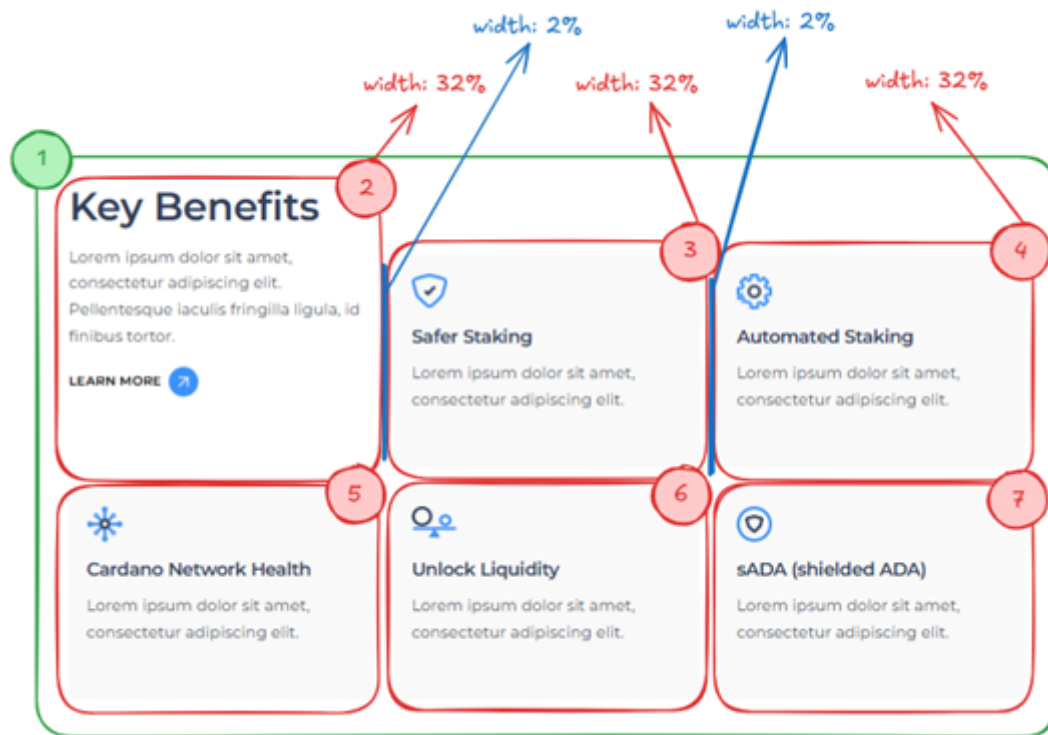 width: 2%
width: 2%
width: 32%
width: 32%
width: 32%
1
2
Key Benefits
Lorem ipsum dolor sit amet,
consectetur adipiscing elit.
Pellentesque iaculis fringilla ligula, id
finibus tortor.
LEARN MORE
3
Safer Staking
Lorem ipsum dolor sit amet,
consectetur adipiscing elit.
4
Automated Staking
Lorem ipsum dolor sit amet,
consectetur adipiscing elit.
5
Cardano Network Health
Lorem ipsum dolor sit amet,
consectetur adipiscing elit.
6
Unlock Liquidity
Lorem ipsum dolor sit amet,
consectetur adipiscing elit.
7
sADA (shielded ADA)
Lorem ipsum dolor sit amet,
consectetur adipiscing elit.